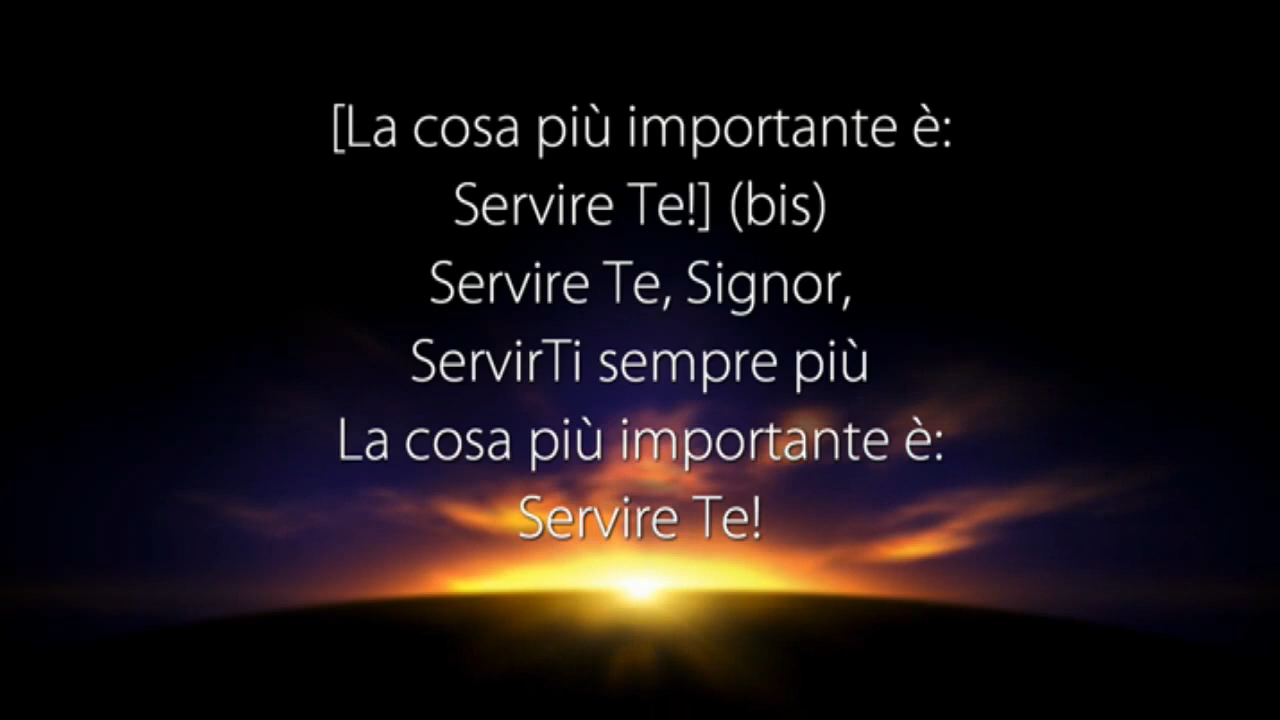 [La cosa più importante è:
Servire Te!] (bis)
Servire Te, Signor,
ServirTi sempre più
La cosa più importante è:
Servire Te!